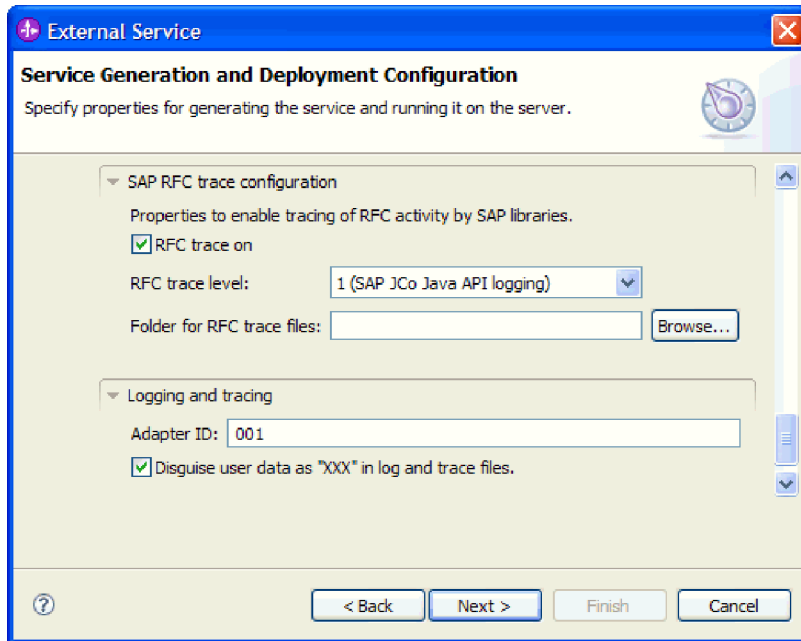 External Service
Service Generation and Deployment Configuration
Specify properties for generating the service and running it on the server.
SAP RFC trace configuration
Properties to enable tracing of RFC activity by SAP libraries.
RFC trace on
RFC trace level: 1 (SAP JCo Java API logging)
Folder for RFC trace files: Browse...
Logging and tracing
Adapter ID: 001
Disguise user data as "XXX" in log and trace files.
? < Back Next > Finish Cancel